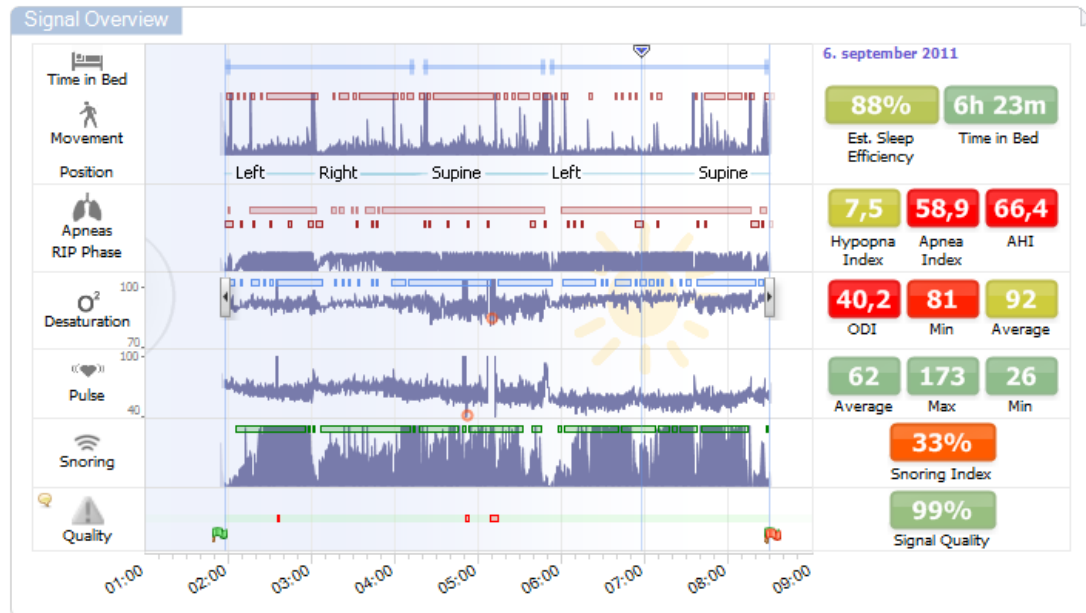 Signal Overview
Time in Bed
Movement
Position
Left
Right
Supine
Left
Supine
Apneas
RIP Phase
O2
Desaturation
100
70
Pulse
100
40
Snoring
Quality
01:00
02:00
03:00
04:00
05:00
06:00
07:00
08:00
09:00
6. september 2011
88%
Est. Sleep
Efficiency
6h 23m
Time in Bed
7,5
Hypopna
Index
58,9
Apnea
Index
66,4
AHI
40,2
ODI
81
Min
92
Average
62
Average
173
Max
26
Min
33%
Snoring Index
99%
Signal Quality